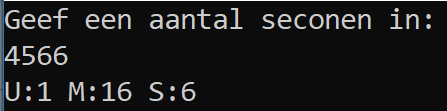 Geef een aantal seconen in:
4566
U:1 M:16 S:6